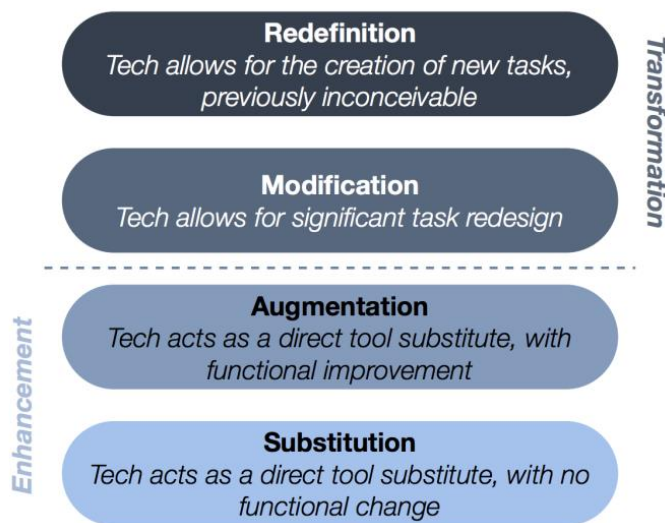 Redefinition
Tech allows for the creation of new tasks,
previously inconceivable
Transformation
Modification
Tech allows for significant task redesign
Augmentation
Tech acts as a direct tool substitute, with
functional improvement
Enhancement
Substitution
Tech acts as a direct tool substitute, with no
functional change